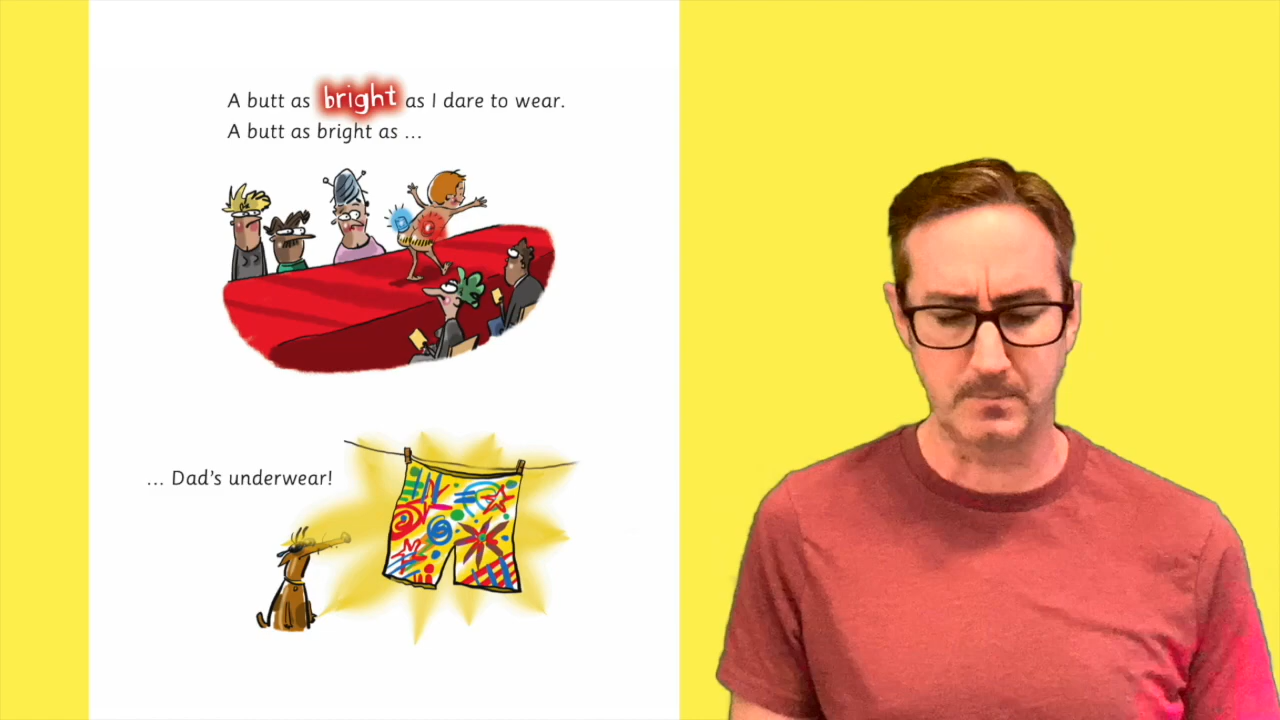 A butt as bright as I dare to wear.
A butt as bright as ...
... Dad's underwear!